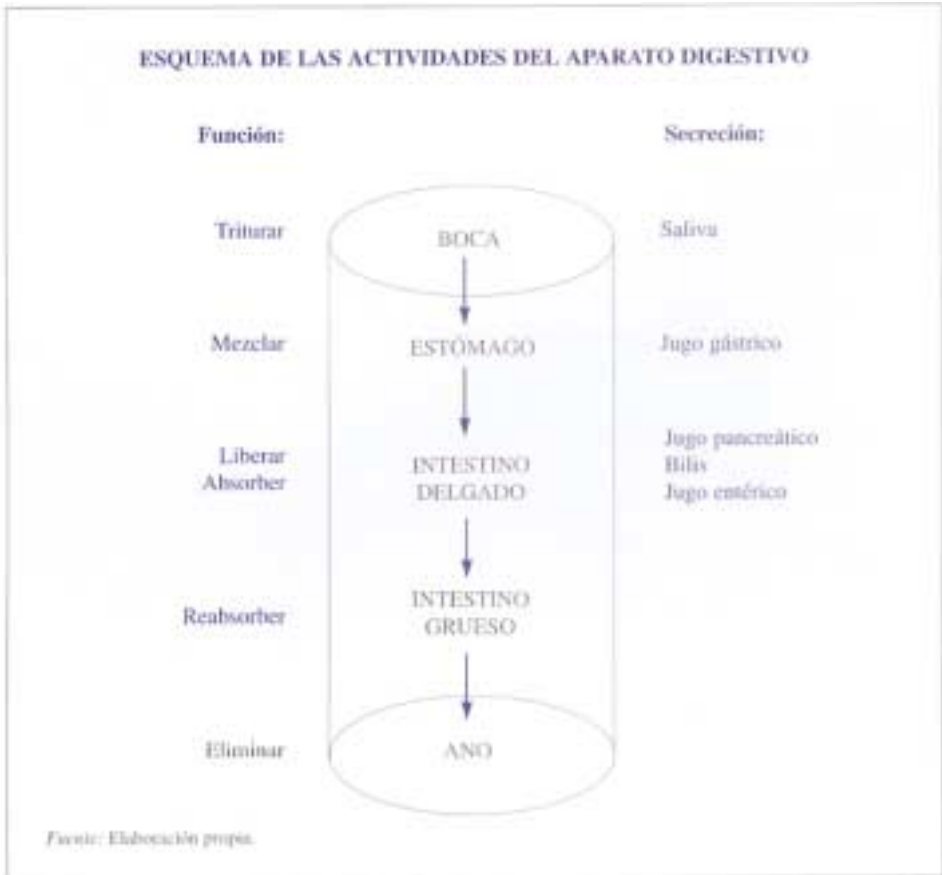 ESQUEMA DE LAS ACTIVIDADES DEL APARATO DIGESTIVO
Función:
Secreción:
Triturar
BOCA
Saliva
Mezclar
ESTÓMAGO
Jugo gástrico
Liberar
Absorber
INTESTINO
DELGADO
Jugo pancreático
Bilis
Jugo entérico
Reabsorber
INTESTINO
GRUESO
Eliminar
ANO
Fuente: Elaboración propia.